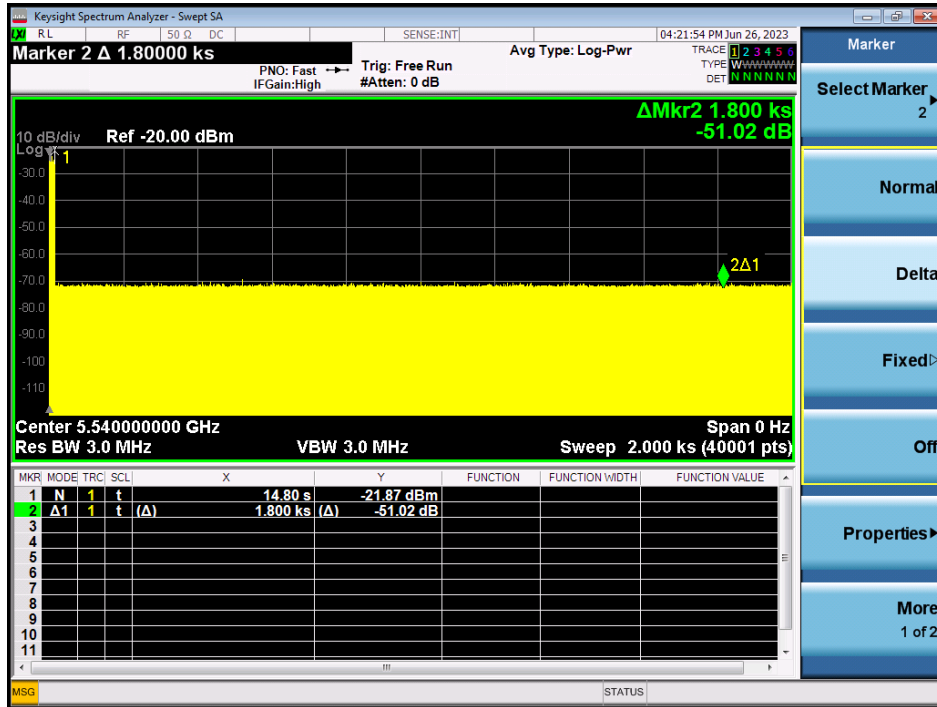 Keysight Spectrum Analyzer - Swept SA
LXI RL RF 50 Ω DC SENSE:INT 04:21:54 PM Jun 26, 2023
Marker 2 Δ 1.80000 ks
PNO: Fast
IFGain:High
Trig: Free Run
#Atten: 0 dB
Avg Type: Log-Pwr
TRACE 1 2 3 4 5 6
TYPE WWWWWW
DET N N N N N N
ΔMkr2 1.800 ks
-51.02 dB
10 dB/div Ref -20.00 dBm
Log
1
-30.0
-40.0
-50.0
-60.0
2Δ1
-70.0
-80.0
-90.0
-100
-110
Center 5.540000000 GHz Span 0 Hz
Res BW 3.0 MHz VBW 3.0 MHz Sweep 2.000 ks (40001 pts)
MKR MODE TRC SCL X Y FUNCTION FUNCTION WIDTH FUNCTION VALUE
1 N 1 t 14.80 s -21.87 dBm
2 Δ1 1 t (Δ) 1.800 ks (Δ) -51.02 dB
3
4
5
6
7
8
9
10
11
MSG STATUS
Marker
Select Marker
2
Normal
Delta
Fixed
Off
Properties
More
1 of 2